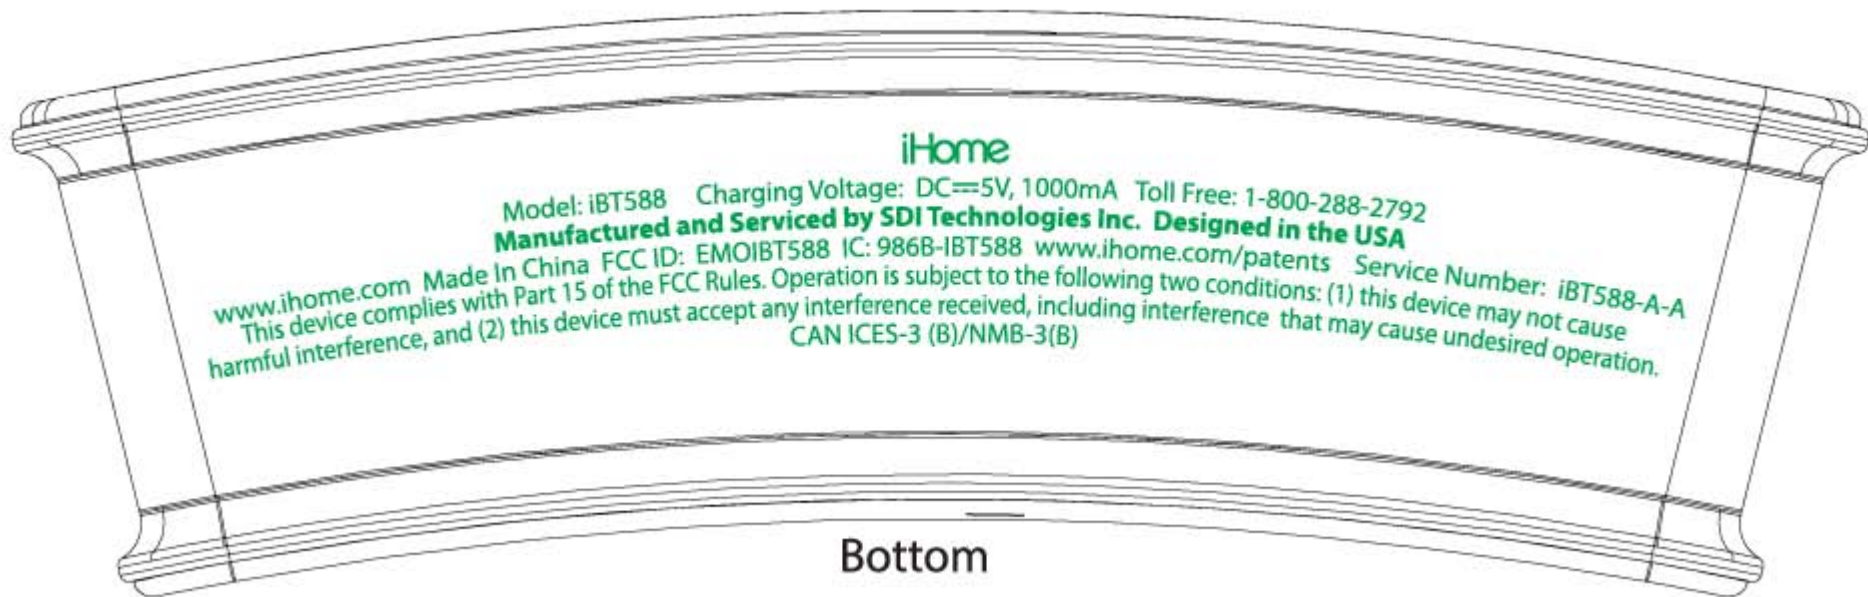 iHome
Model: iBT588 Charging Voltage: DC⎓5V, 1000mA Toll Free: 1-800-288-2792
Manufactured and Serviced by SDI Technologies Inc. Designed in the USA
www.ihome.com Made In China FCC ID: EMOIBT588 IC: 986B-IBT588 www.ihome.com/patents Service Number: iBT588-A-A
This device complies with Part 15 of the FCC Rules. Operation is subject to the following two conditions: (1) this device may not cause
harmful interference, and (2) this device must accept any interference received, including interference that may cause undesired operation.
CAN ICES-3 (B)/NMB-3(B)
Bottom